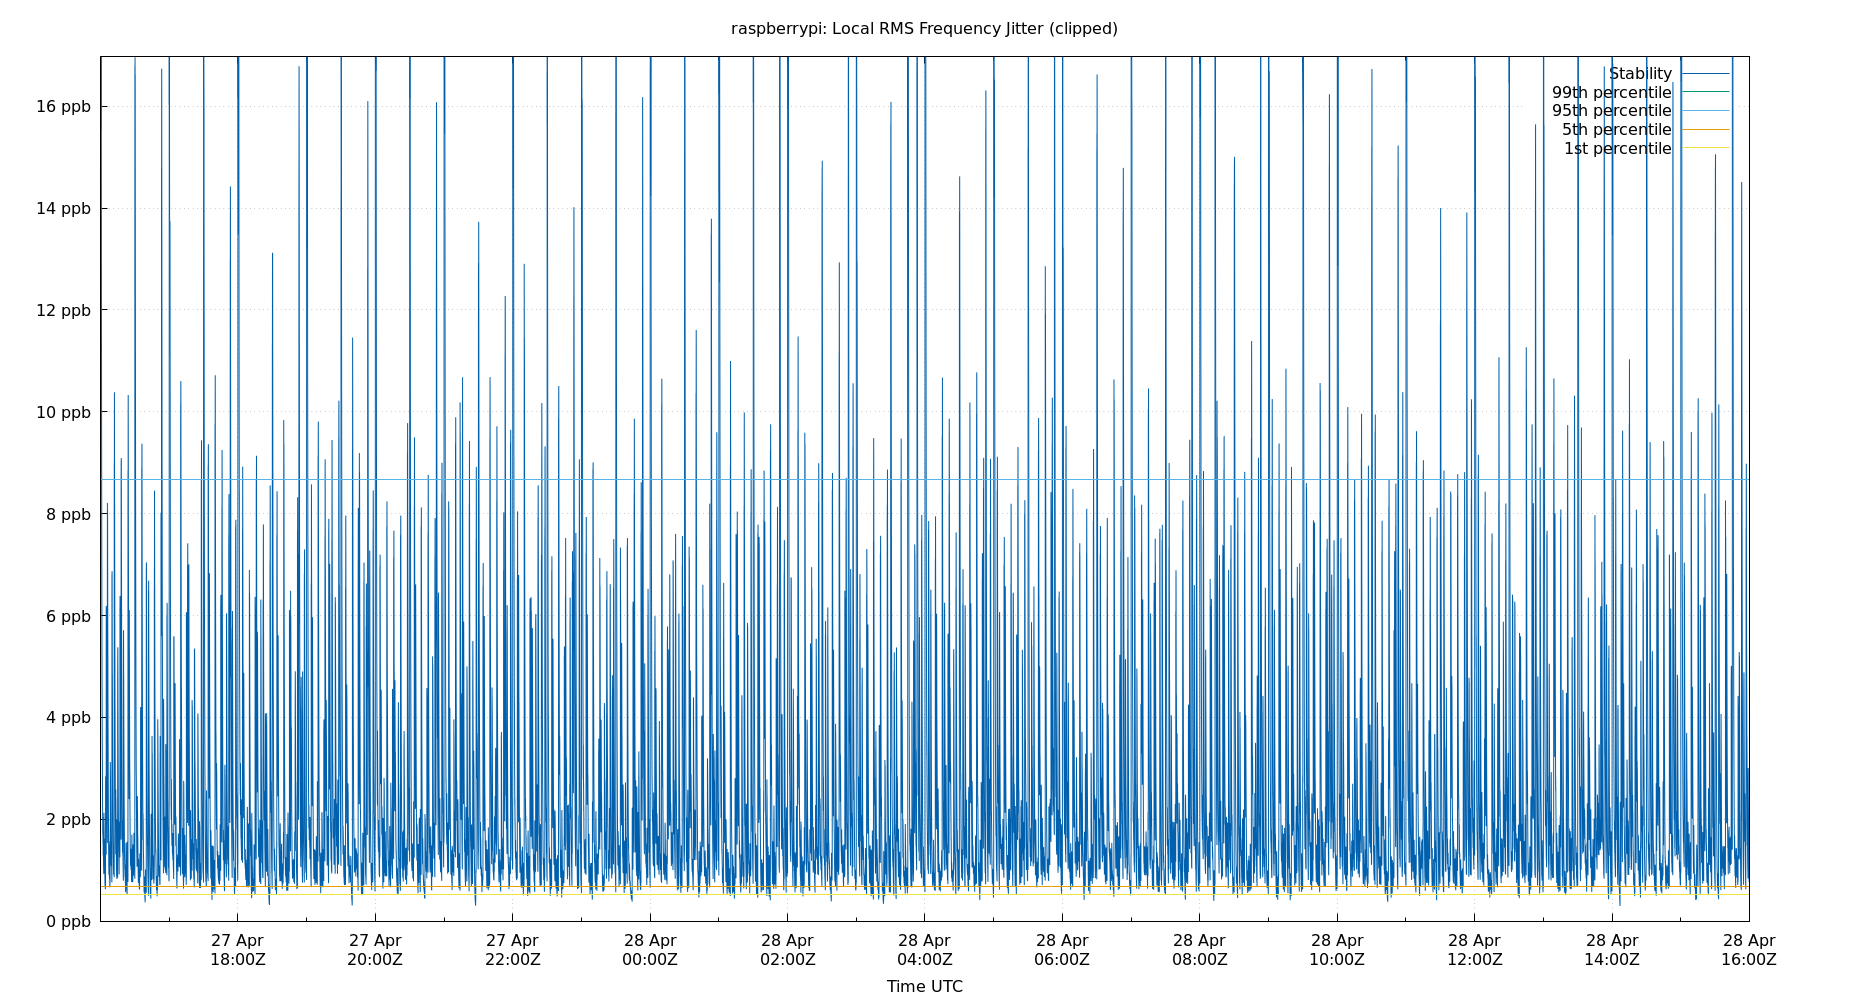 raspberrypi: Local RMS Frequency Jitter (clipped)
Stability
99th percentile
95th percentile
5th percentile
1st percentile
16 ppb
14 ppb
12 ppb
10 ppb
8 ppb
6 ppb
4 ppb
2 ppb
0 ppb
27 Apr 27 Apr 27 Apr 28 Apr 28 Apr 28 Apr 28 Apr 28 Apr 28 Apr 28 Apr 28 Apr 28 Apr
18:00Z 20:00Z 22:00Z 00:00Z 02:00Z 04:00Z 06:00Z 08:00Z 10:00Z 12:00Z 14:00Z 16:00Z
Time UTC